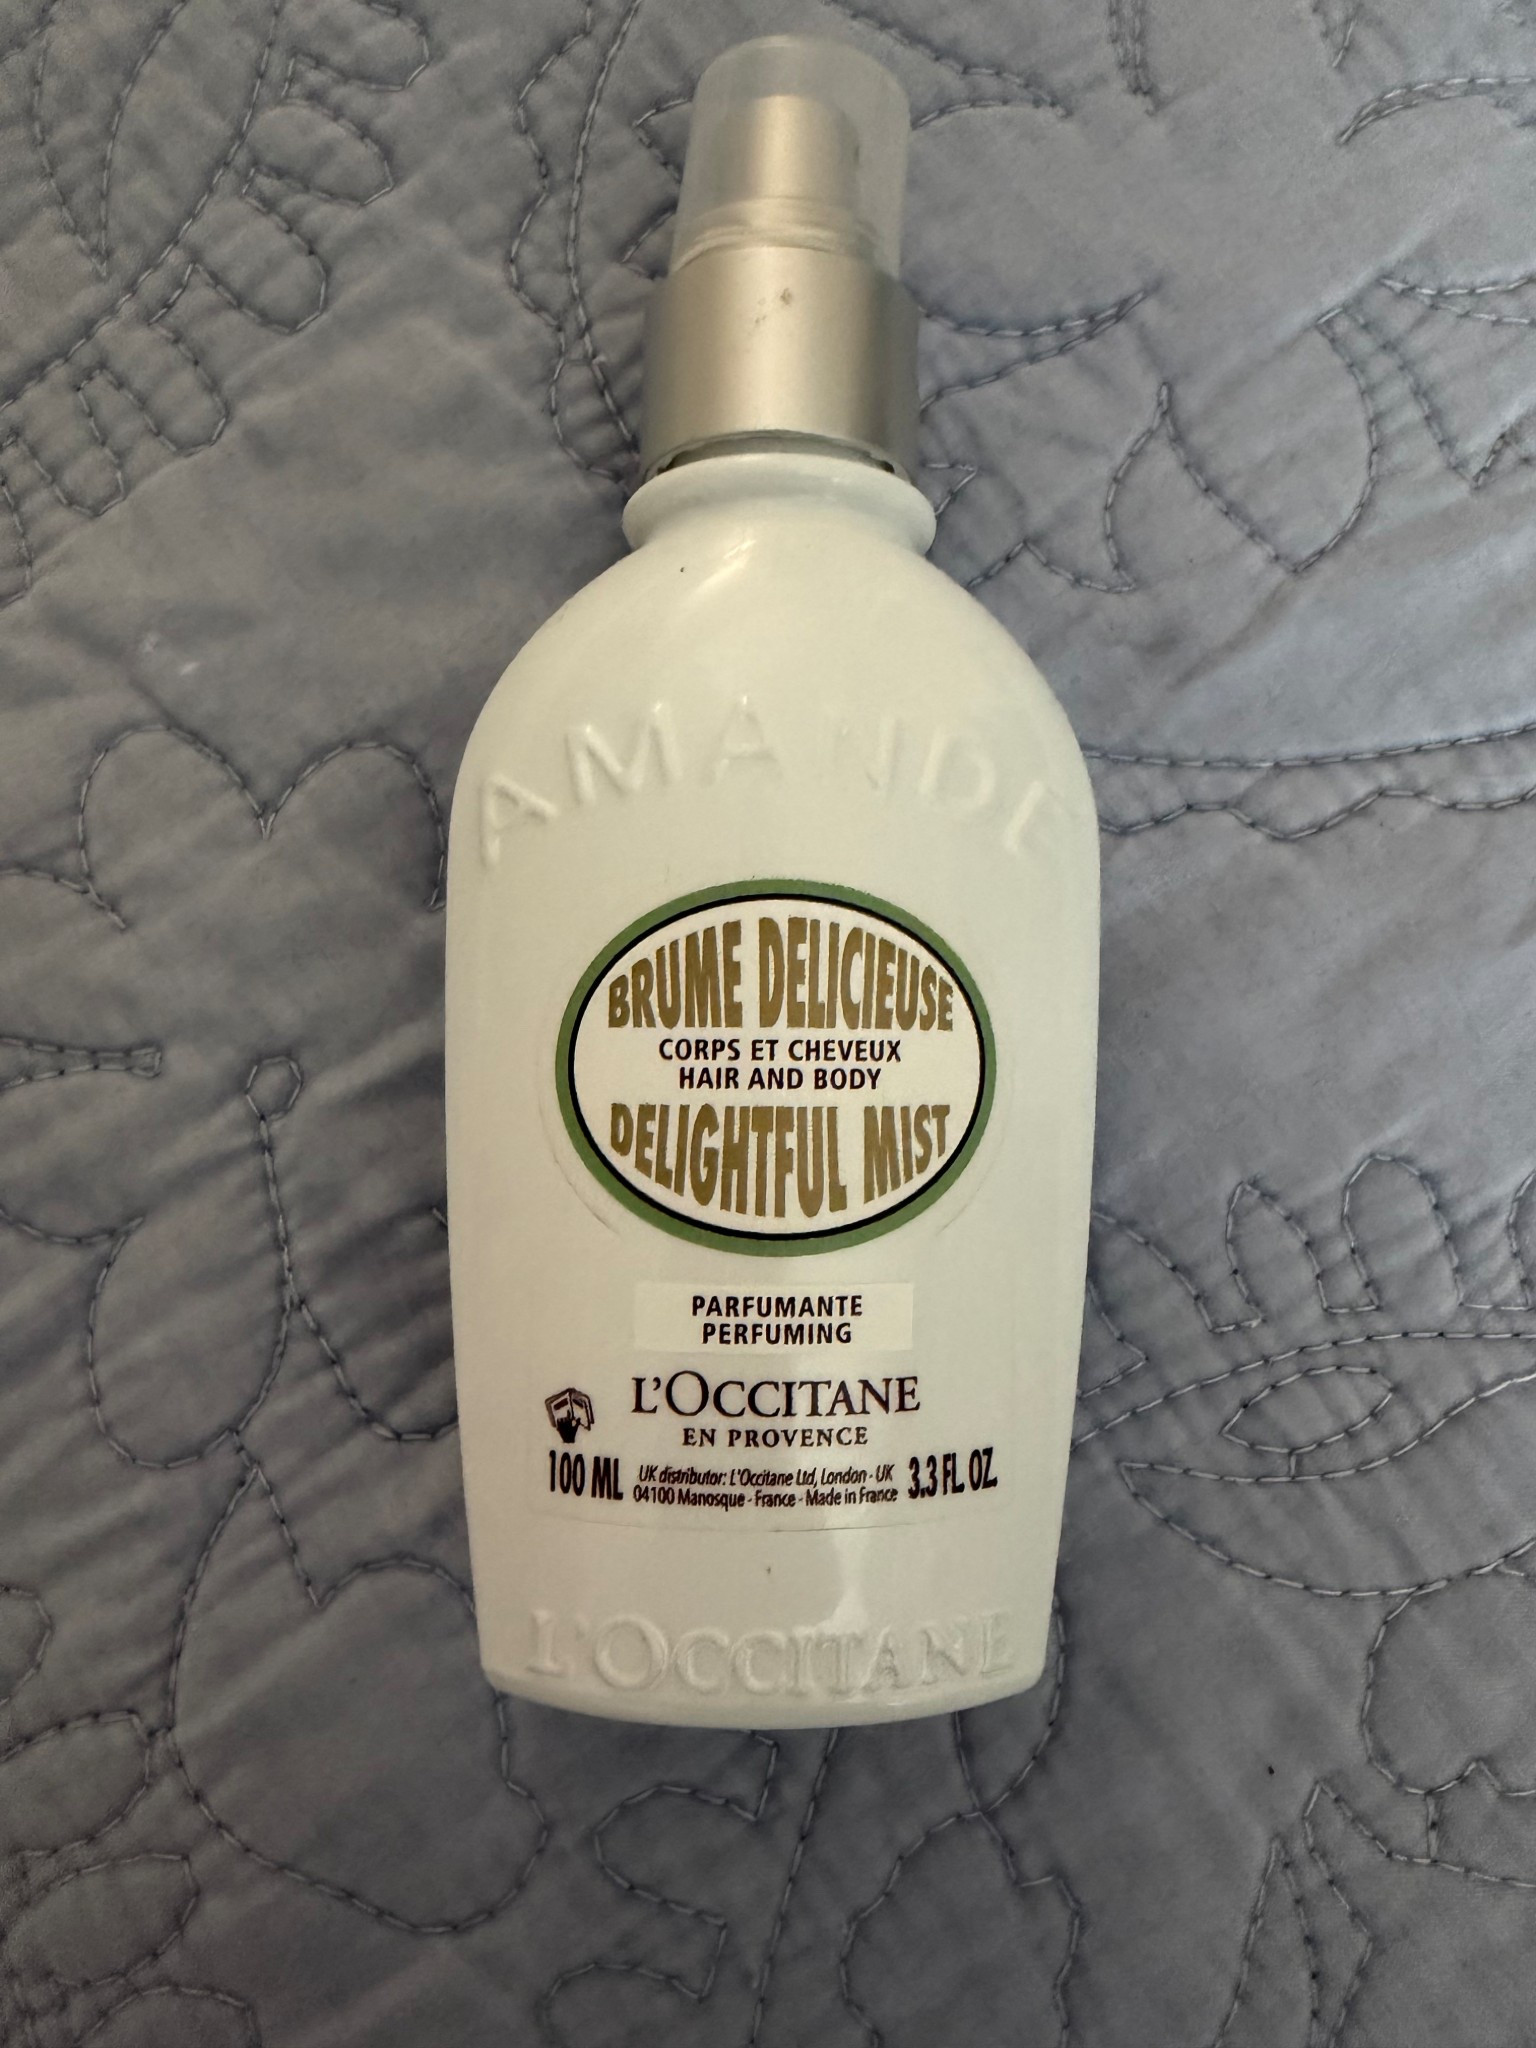 AMANDE
BRUME DELICIEUSE
CORPS ET CHEVEUX
HAIR AND BODY
DELIGHTFUL MIST
PARFUMANTE
PERFUMING
L'OCCITANE
EN PROVENCE
100 ML UK distributor: L'Occitane Ltd, London - UK 3.3 FL. OZ.
04100 Manosque - France - Made in France
L'OCCITANE